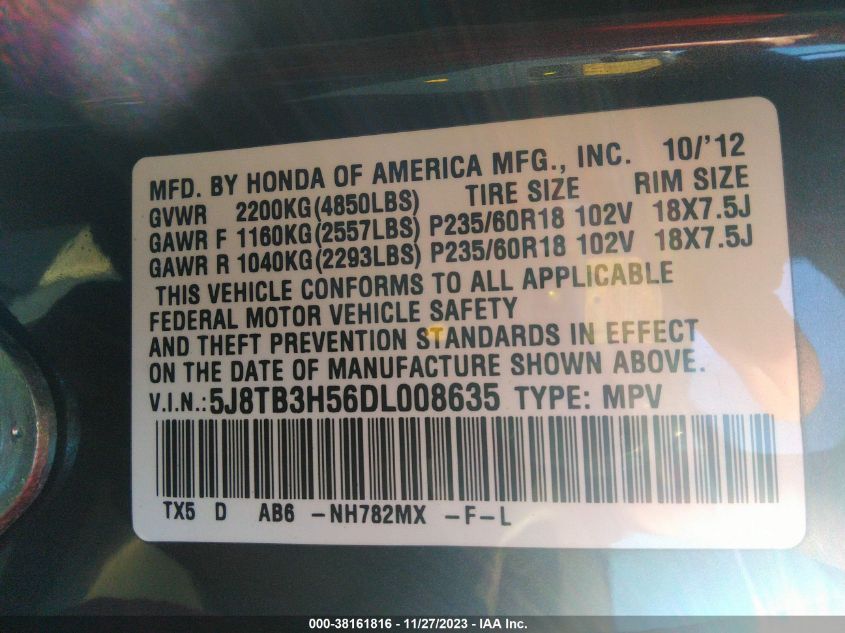 MFD. BY HONDA OF AMERICA MFG., INC. 10/'12
GVWR 2200KG(4850LBS) TIRE SIZE RIM SIZE
GAWR F 1160KG(2557LBS) P235/60R18 102V 18X7.5J
GAWR R 1040KG(2293LBS) P235/60R18 102V 18X7.5J
THIS VEHICLE CONFORMS TO ALL APPLICABLE
FEDERAL MOTOR VEHICLE SAFETY
AND THEFT PREVENTION STANDARDS IN EFFECT
ON THE DATE OF MANUFACTURE SHOWN ABOVE.
V.I.N.:5J8TB3H56DL008635 TYPE: MPV
TX5 D AB6 -NH782MX -F-L
000-38161816 - 11/27/2023 - IAA Inc.